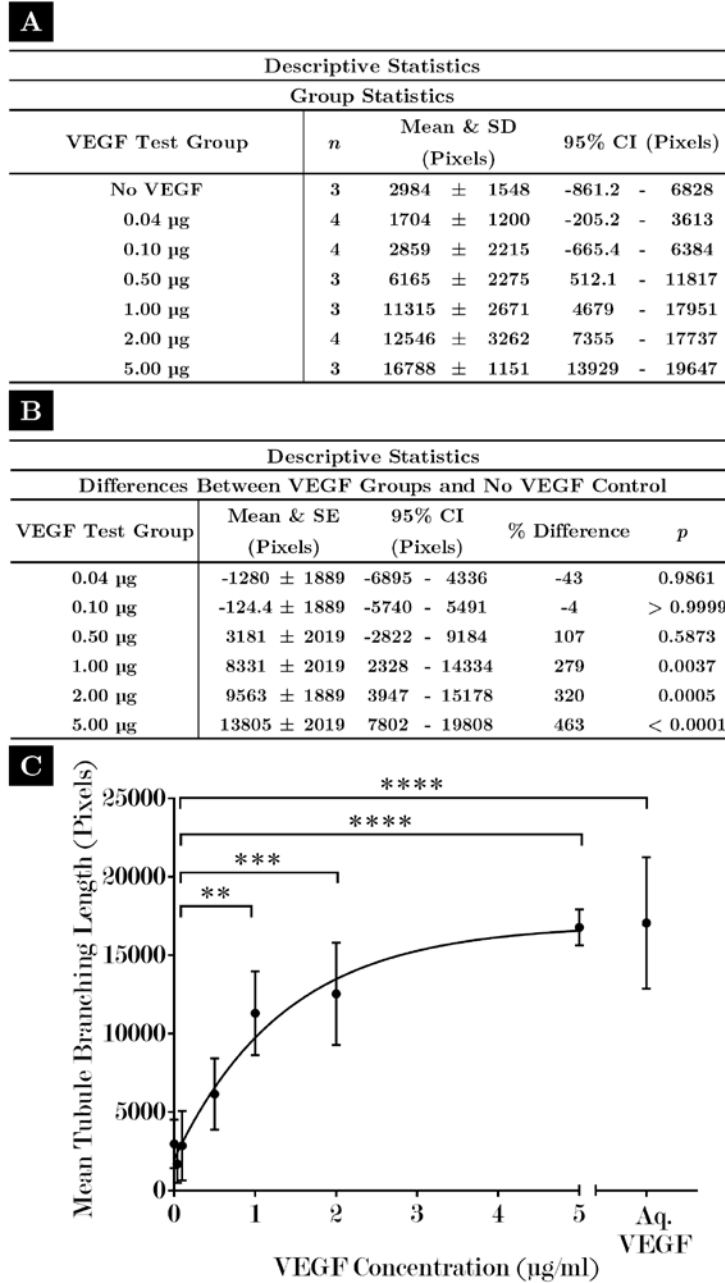 A
Descriptive Statistics
Group Statistics
VEGF Test Group n Mean & SD (Pixels) 95% CI (Pixels)
No VEGF 3 2984 ± 1548 -861.2 - 6828
0.04 µg 4 1704 ± 1200 -205.2 - 3613
0.10 µg 4 2859 ± 2215 -665.4 - 6384
0.50 µg 3 6165 ± 2275 512.1 - 11817
1.00 µg 3 11315 ± 2671 4679 - 17951
2.00 µg 4 12546 ± 3262 7355 - 17737
5.00 µg 3 16788 ± 1151 13929 - 19647
B
Descriptive Statistics
Differences Between VEGF Groups and No VEGF Control
VEGF Test Group Mean & SE (Pixels) 95% CI (Pixels) % Difference p
0.04 µg -1280 ± 1889 -6895 - 4336 -43 0.9861
0.10 µg -124.4 ± 1889 -5740 - 5491 -4 > 0.9999
0.50 µg 3181 ± 2019 -2822 - 9184 107 0.5873
1.00 µg 8331 ± 2019 2328 - 14334 279 0.0037
2.00 µg 9563 ± 1889 3947 - 15178 320 0.0005
5.00 µg 13805 ± 2019 7802 - 19808 463 < 0.0001
C
Mean Tubule Branching Length (Pixels)
25000
20000
15000
10000
5000
0
****
****
***
**
0 1 2 3 4 5 Aq. VEGF
VEGF Concentration (µg/ml)